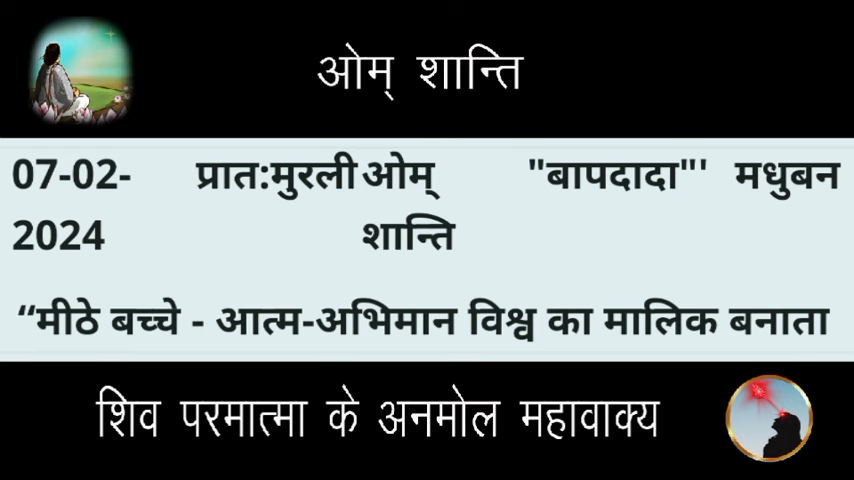 ओम् शान्ति
07-02- प्रात:मुरली ओम् "बापदादा"' मधुबन
2024 शान्ति
“मीठे बच्चे - आत्म-अभिमान विश्व का मालिक बनाता
शिव परमात्मा के अनमोल महावाक्य